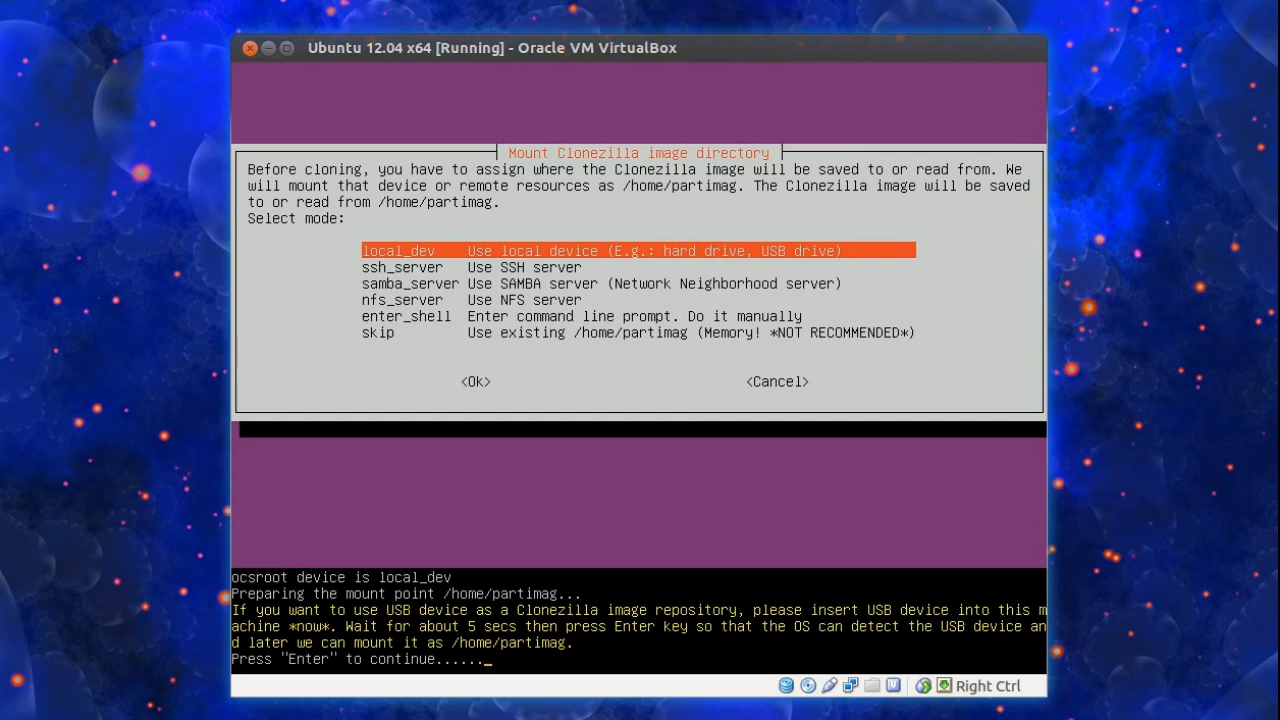 Ubuntu 12.04 x64 [Running] - Oracle VM VirtualBox
Mount Clonezilla image directory
Before cloning, you have to assign where the Clonezilla image will be saved to or read from. We
will mount that device or remote resources as /home/partimag. The Clonezilla image will be saved
to or read from /home/partimag.
Select mode:
local_dev Use local device (E.g.: hard drive, USB drive)
ssh_server Use SSH server
samba_server Use SAMBA server (Network Neighborhood server)
nfs_server Use NFS server
enter_shell Enter command line prompt. Do it manually
skip Use existing /home/partimag (Memory! *NOT RECOMMENDED*)
<Ok> <Cancel>
ocsroot device is local_dev
Preparing the mount point /home/partimag...
If you want to use USB device as a Clonezilla image repository, please insert USB device into this m
achine *now*. Wait for about 5 secs then press Enter key so that the OS can detect the USB device an
d later we can mount it as /home/partimag.
Press "Enter" to continue......_
Right Ctrl